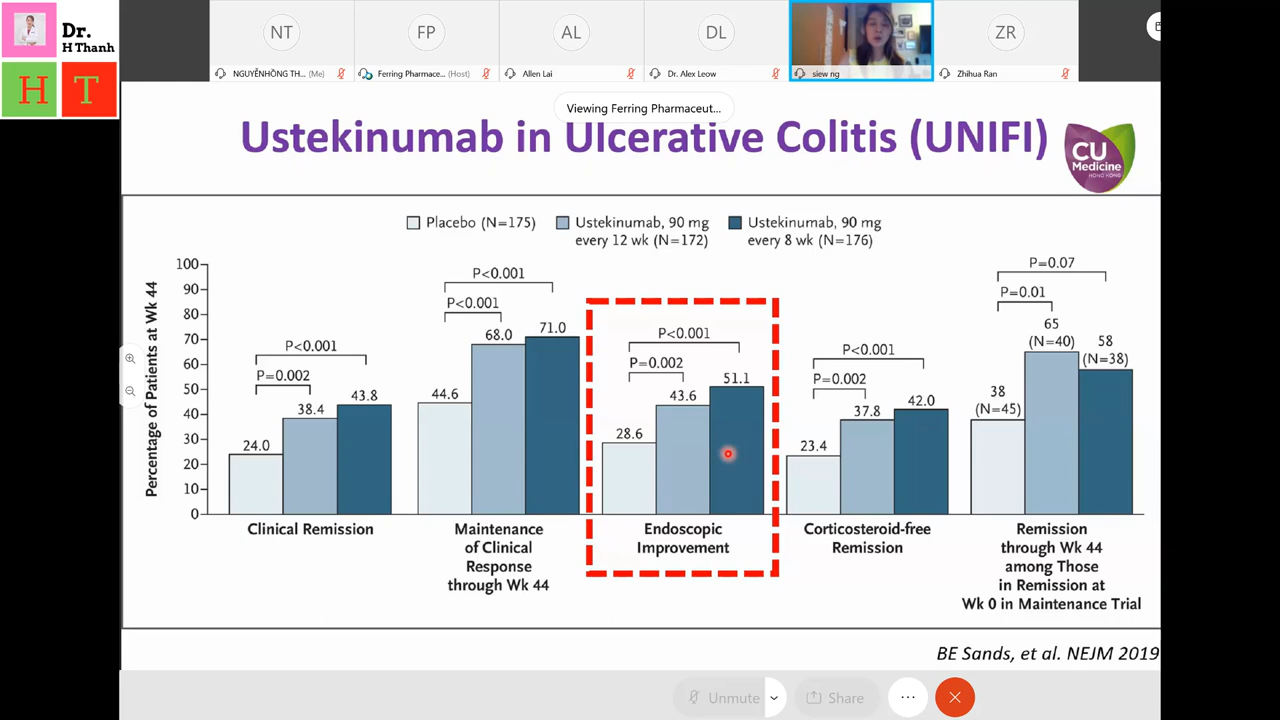 Dr.
H Thanh
H T
NT
FP
AL
DL
ZR
NGUYỄNHỒNG TH... (Me)
Ferring Pharmace... (Host)
Allen Lai
Dr. Alex Leow
siew ng
Zhihua Ran
Viewing Ferring Pharmaceut...
Ustekinumab in Ulcerative Colitis (UNIFI)
CU
Medicine
HONG KONG
Placebo (N=175)
Ustekinumab, 90 mg
every 12 wk (N=172)
Ustekinumab, 90 mg
every 8 wk (N=176)
Percentage of Patients at Wk 44
100
90
80
70
60
50
40
30
20
10
0
P<0.001
P=0.002
24.0
38.4
43.8
Clinical Remission
P<0.001
P<0.001
44.6
68.0
71.0
Maintenance
of Clinical
Response
through Wk 44
P<0.001
P=0.002
28.6
43.6
51.1
Endoscopic
Improvement
P<0.001
P=0.002
23.4
37.8
42.0
Corticosteroid-free
Remission
P=0.07
P=0.01
38
(N=45)
65
(N=40)
58
(N=38)
Remission
through Wk 44
among Those
in Remission at
Wk 0 in Maintenance Trial
BE Sands, et al. NEJM 2019
Unmute
Share